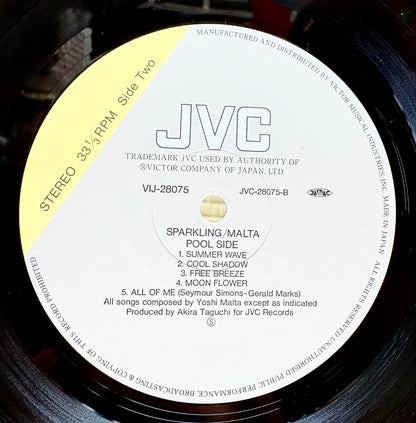 STEREO 33 1/3 RPM Side Two
MANUFACTURED AND DISTRIBUTED BY VICTOR MUSICAL INDUSTRIES, INC. MADE IN JAPAN
ALL RIGHTS RESERVED UNAUTHORISED PUBLIC PERFORMANCE, BROADCASTING & COPYING OF THIS RECORD PROHIBITED.
JVC
TRADEMARK JVC USED BY AUTHORITY OF
®VICTOR COMPANY OF JAPAN, LTD.
VIJ-28075 JVC-28075-B
SPARKLING/MALTA
POOL SIDE
1. SUMMER WAVE
2. COOL SHADOW
3. FREE BREEZE
4. MOON FLOWER
5. ALL OF ME (Seymour Simons-Gerald Marks)
All songs composed by Yoshi Malta except as indicated
Produced by Akira Taguchi for JVC Records
Ⓢ